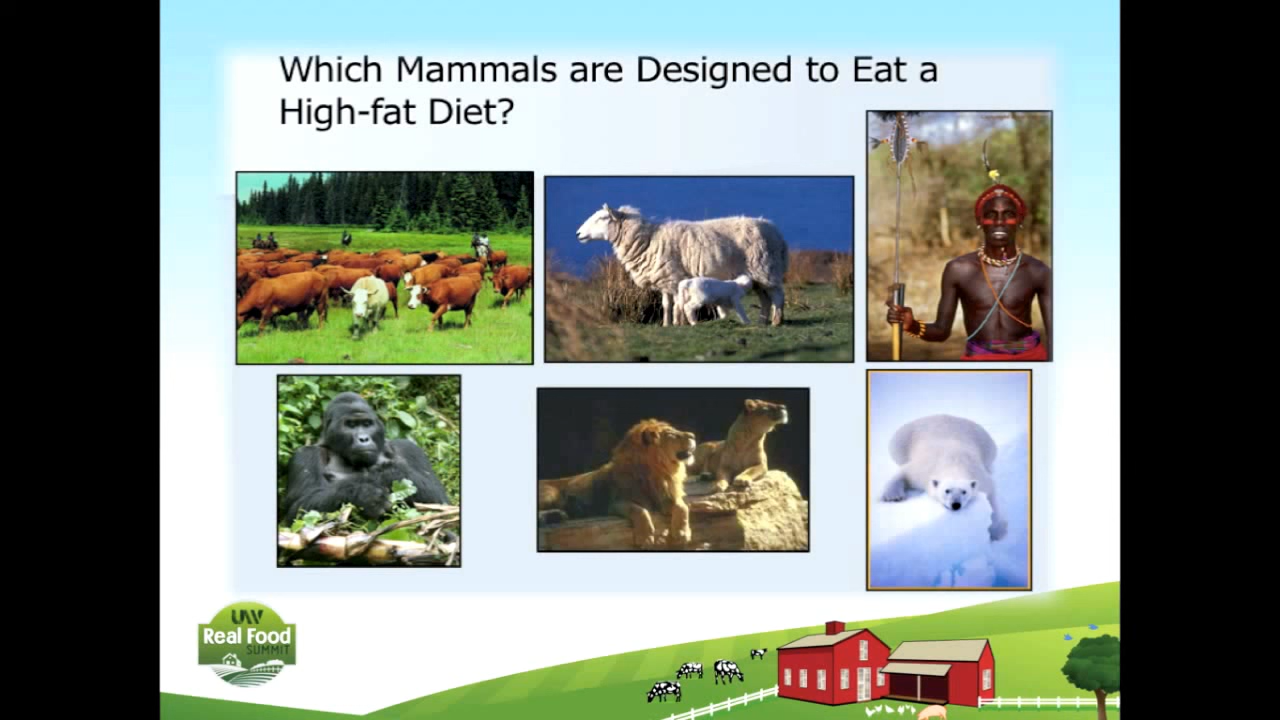 Which Mammals are Designed to Eat a
High-fat Diet?
UW
Real Food
SUMMIT